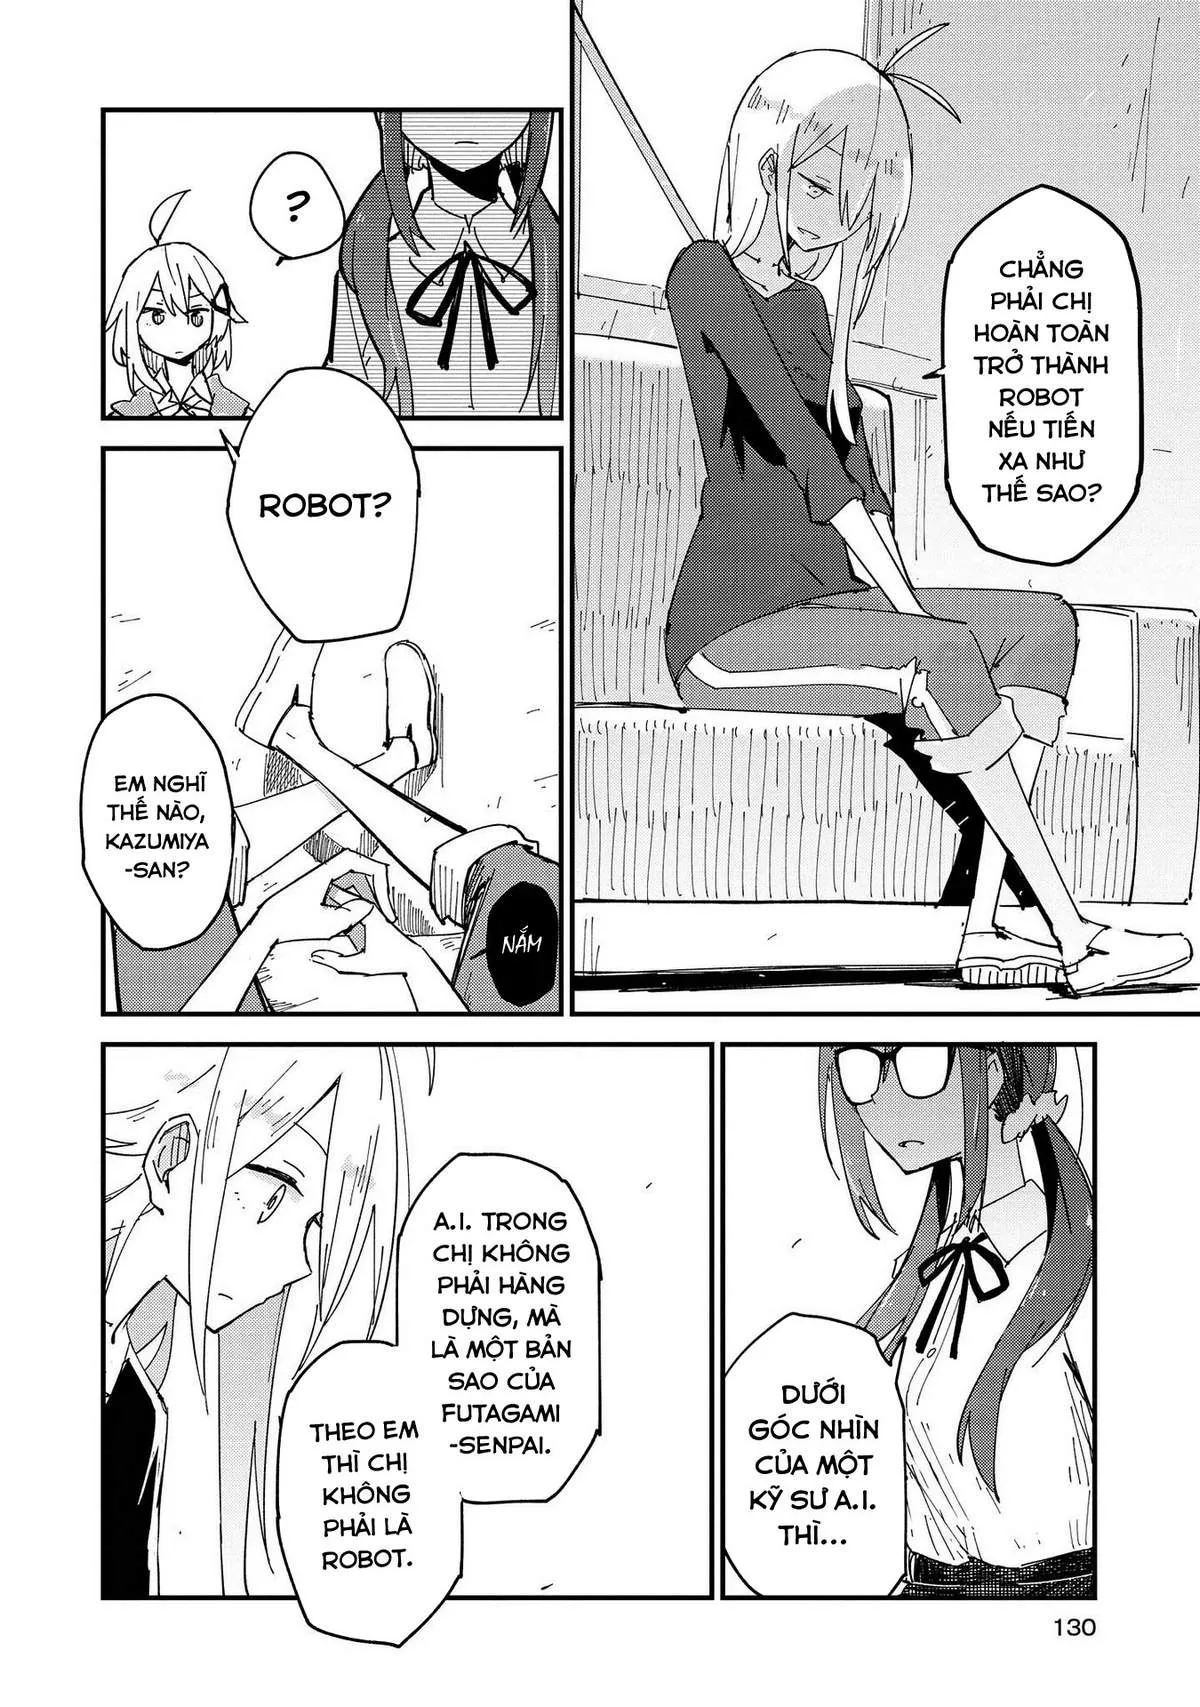 CHẲNG
PHẢI CHỊ
HOÀN TOÀN
TRỞ THÀNH
ROBOT
NẾU TIẾN
XA NHƯ
THẾ SAO?
?
ROBOT?
EM NGHĨ
THẾ NÀO,
KAZUMIYA
-SAN?
NẮM
DƯỚI
GÓC NHÌN
CỦA MỘT
KỸ SƯ A.I.
THÌ...
A.I. TRONG
CHỊ KHÔNG
PHẢI HÀNG
DỰNG, MÀ
LÀ MỘT BẢN
SAO CỦA
FUTAGAMI
-SENPAI.
THEO EM
THÌ CHỊ
KHÔNG
PHẢI LÀ
ROBOT.
130